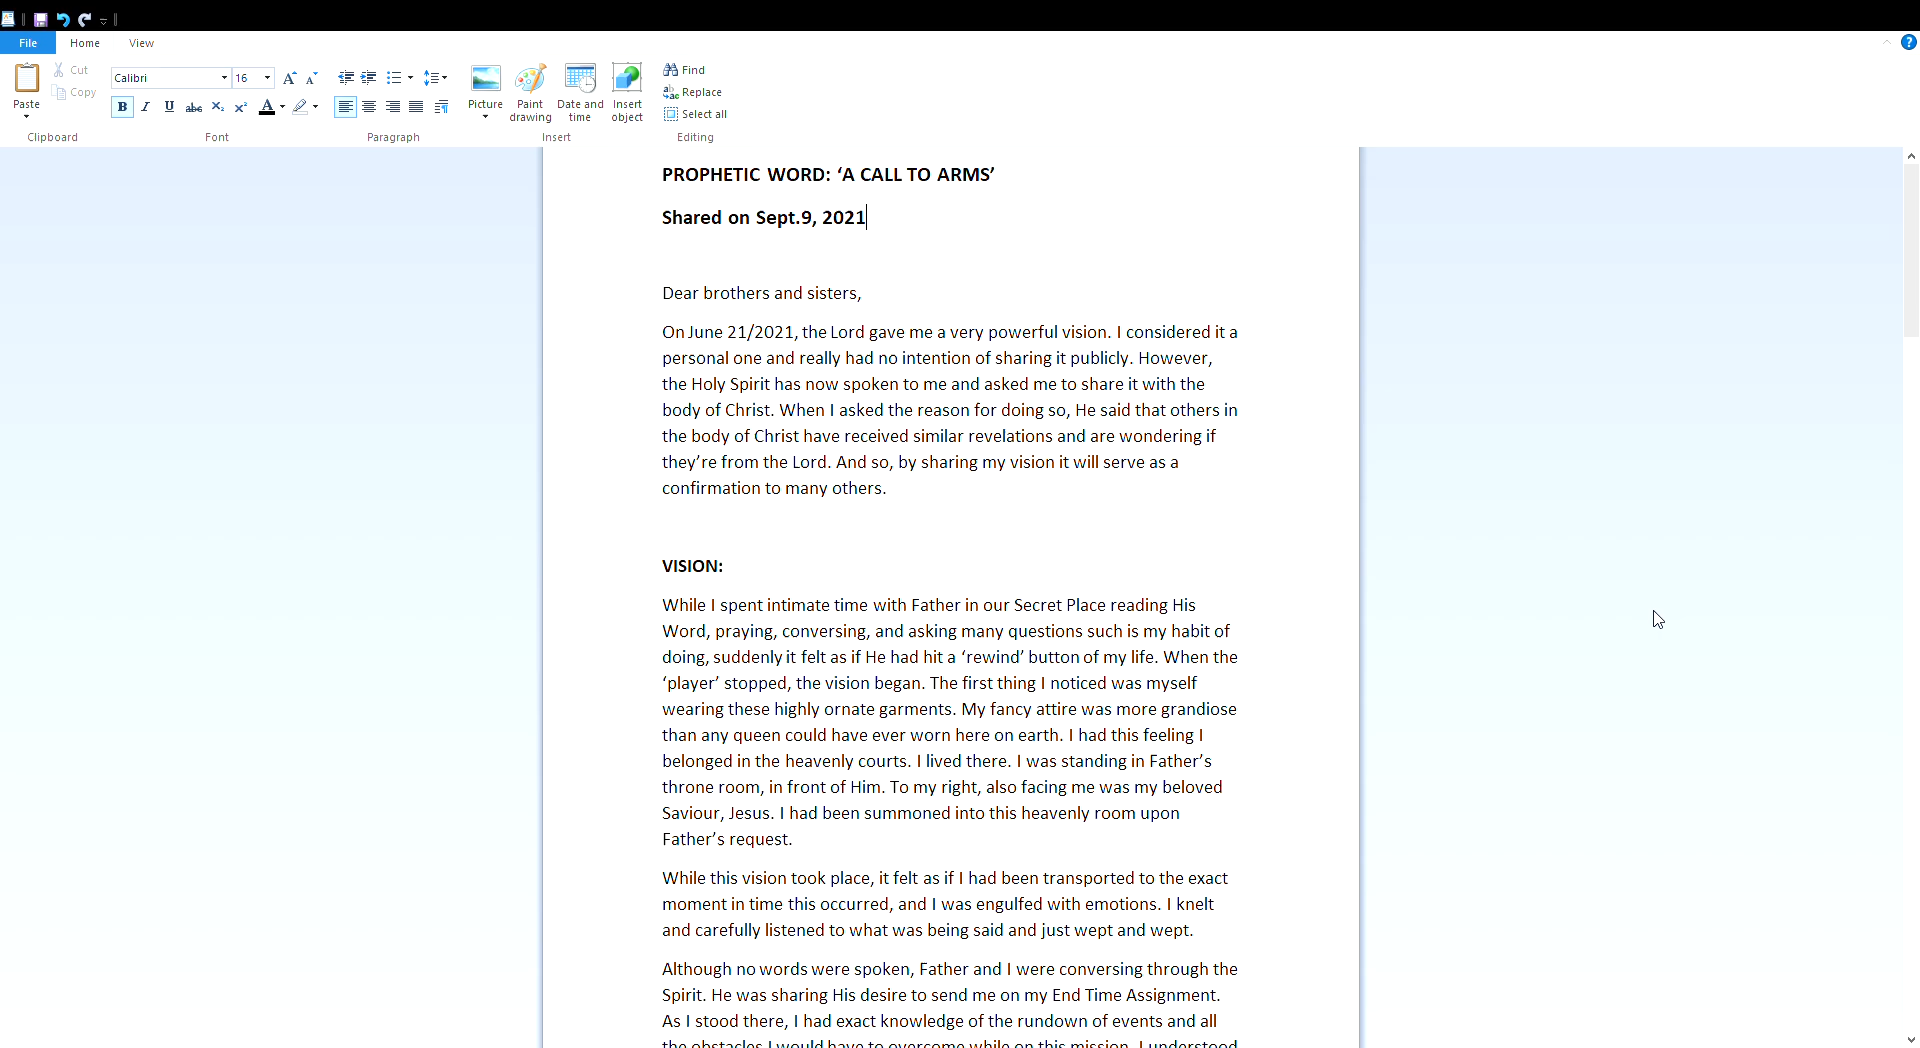 File Home View
Paste
Cut
Copy
Clipboard
Calibri 16
B I U abc X₂ X² A
Font
Paragraph
Picture
Paint drawing
Date and time
Insert object
Insert
Find
Replace
Select all
Editing
PROPHETIC WORD: ‘A CALL TO ARMS’
Shared on Sept.9, 2021
Dear brothers and sisters,
On June 21/2021, the Lord gave me a very powerful vision. I considered it a
personal one and really had no intention of sharing it publicly. However,
the Holy Spirit has now spoken to me and asked me to share it with the
body of Christ. When I asked the reason for doing so, He said that others in
the body of Christ have received similar revelations and are wondering if
they’re from the Lord. And so, by sharing my vision it will serve as a
confirmation to many others.
VISION:
While I spent intimate time with Father in our Secret Place reading His
Word, praying, conversing, and asking many questions such is my habit of
doing, suddenly it felt as if He had hit a ‘rewind’ button of my life. When the
‘player’ stopped, the vision began. The first thing I noticed was myself
wearing these highly ornate garments. My fancy attire was more grandiose
than any queen could have ever worn here on earth. I had this feeling I
belonged in the heavenly courts. I lived there. I was standing in Father’s
throne room, in front of Him. To my right, also facing me was my beloved
Saviour, Jesus. I had been summoned into this heavenly room upon
Father’s request.
While this vision took place, it felt as if I had been transported to the exact
moment in time this occurred, and I was engulfed with emotions. I knelt
and carefully listened to what was being said and just wept and wept.
Although no words were spoken, Father and I were conversing through the
Spirit. He was sharing His desire to send me on my End Time Assignment.
As I stood there, I had exact knowledge of the rundown of events and all
the obstacles I would have to overcome while on this mission. I understood